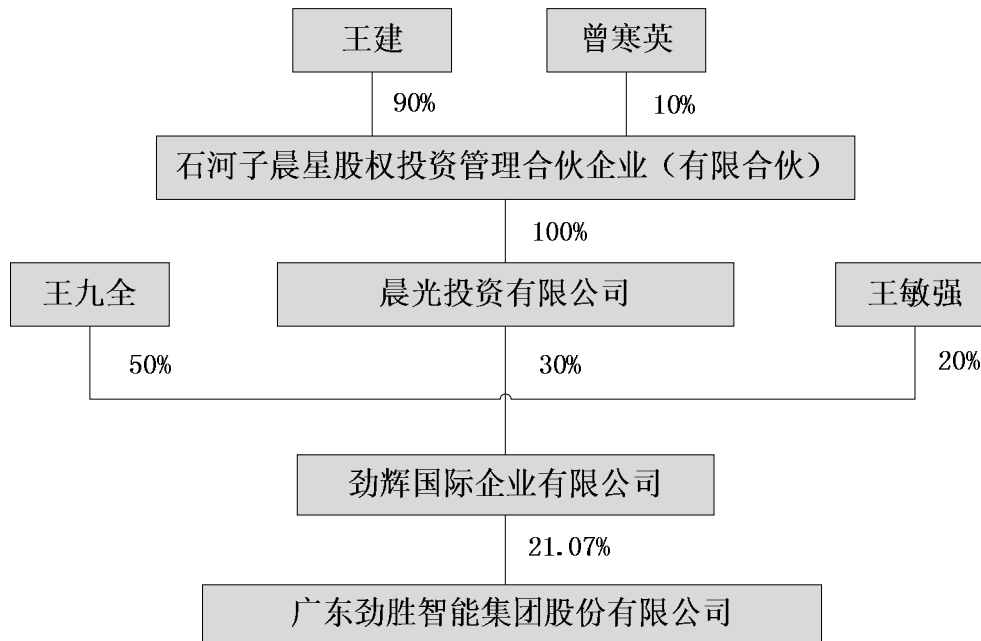 王建
曾寒英
90%
10%
石河子晨星股权投资管理合伙企业（有限合伙）
100%
王九全
晨光投资有限公司
王敏强
50%
30%
20%
劲辉国际企业有限公司
21.07%
广东劲胜智能集团股份有限公司